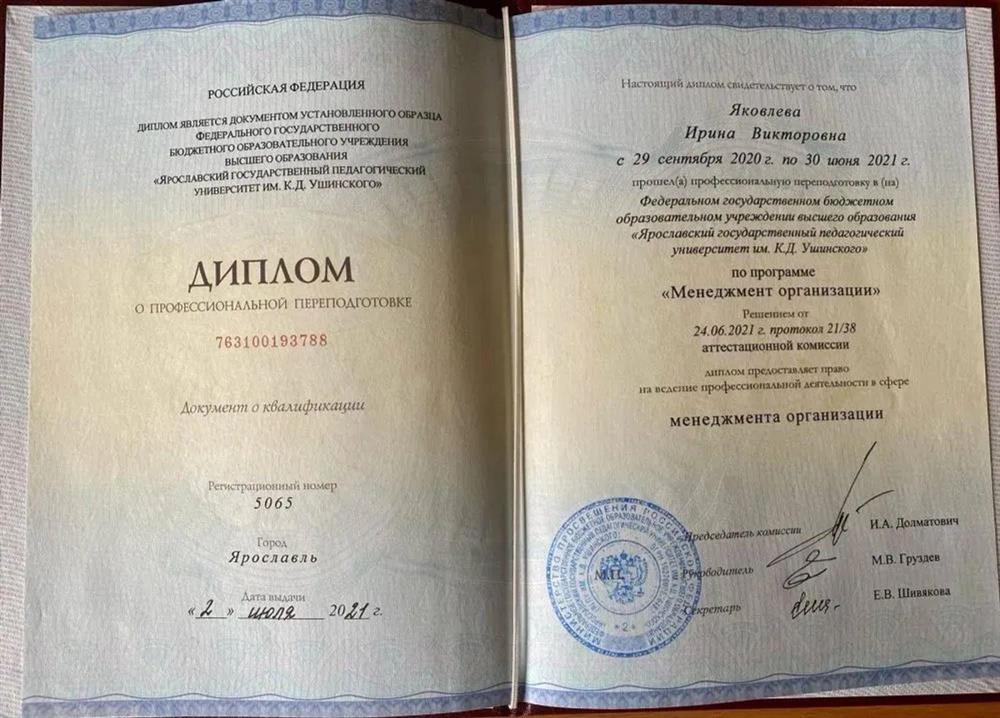 РОССИЙСКАЯ ФЕДЕРАЦИЯ
ДИПЛОМ ЯВЛЯЕТСЯ ДОКУМЕНТОМ УСТАНОВЛЕННОГО ОБРАЗЦА
ФЕДЕРАЛЬНОГО ГОСУДАРСТВЕННОГО
БЮДЖЕТНОГО ОБРАЗОВАТЕЛЬНОГО УЧРЕЖДЕНИЯ
ВЫСШЕГО ОБРАЗОВАНИЯ
«ЯРОСЛАВСКИЙ ГОСУДАРСТВЕННЫЙ ПЕДАГОГИЧЕСКИЙ
УНИВЕРСИТЕТ ИМ. К.Д. УШИНСКОГО»
ДИПЛОМ
О ПРОФЕССИОНАЛЬНОЙ ПЕРЕПОДГОТОВКЕ
763100193788
Документ о квалификации
Регистрационный номер
5065
Город
Ярославль
Дата выдачи
« 2 » июля 2021 г.
Настоящий диплом свидетельствует о том, что
Яковлева
Ирина Викторовна
с 29 сентября 2020 г. по 30 июня 2021 г.
прошел(а) профессиональную переподготовку в (на)
Федеральном государственном бюджетном
образовательном учреждении высшего образования
«Ярославский государственный педагогический
университет им. К.Д. Ушинского»
по программе
«Менеджмент организации»
Решением от
24.06.2021 г. протокол 21/38
аттестационной комиссии
диплом предоставляет право
на ведение профессиональной деятельности в сфере
менеджмента организации
Председатель комиссии И.А. Долматович
М.П.
Руководитель М.В. Груздев
Секретарь Е.В. Шивякова
МИНИСТЕРСТВО ПРОСВЕЩЕНИЯ РОССИЙСКОЙ ФЕДЕРАЦИИ
* 2 *